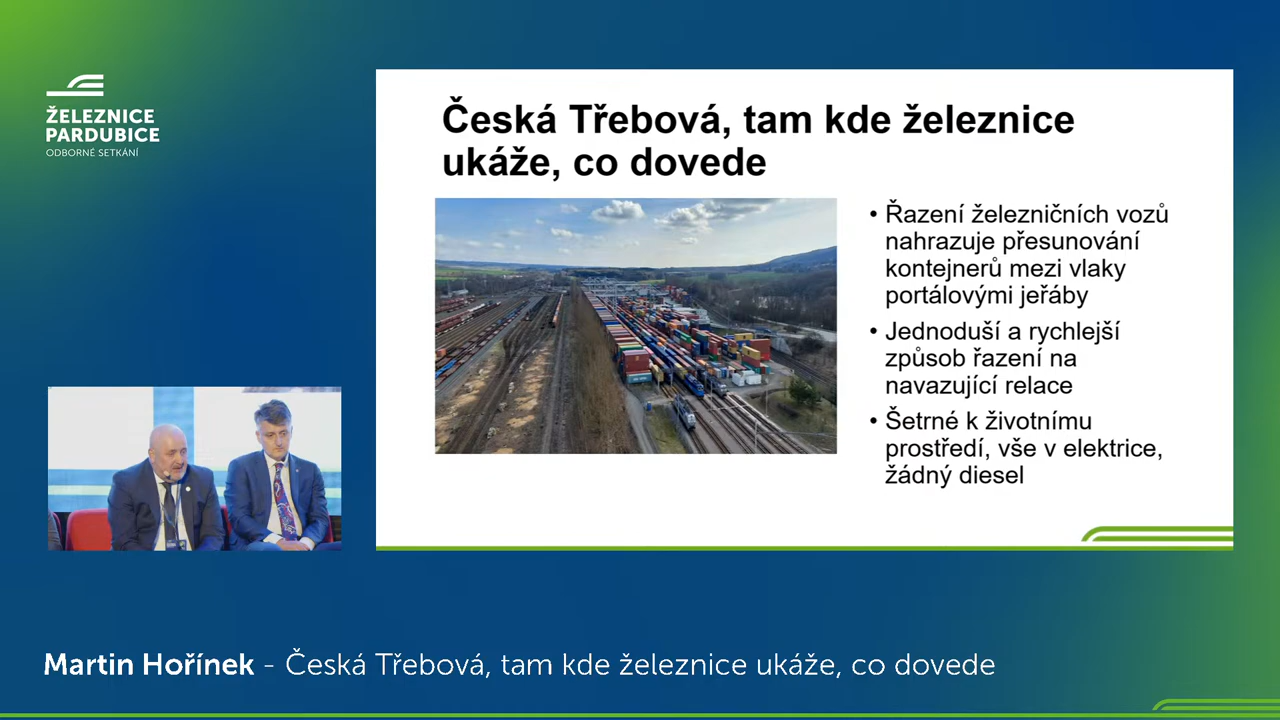 ŽELEZNICE
PARDUBICE
ODBORNÉ SETKÁNÍ
Česká Třebová, tam kde železnice
ukáže, co dovede
• Řazení železničních vozů
nahrazuje přesunování
kontejnerů mezi vlaky
portálovými jeřáby
• Jednoduší a rychlejší
způsob řazení na
navazující relace
• Šetrné k životnímu
prostředí, vše v elektrice,
žádný diesel
Martin Hořínek - Česká Třebová, tam kde železnice ukáže, co dovede